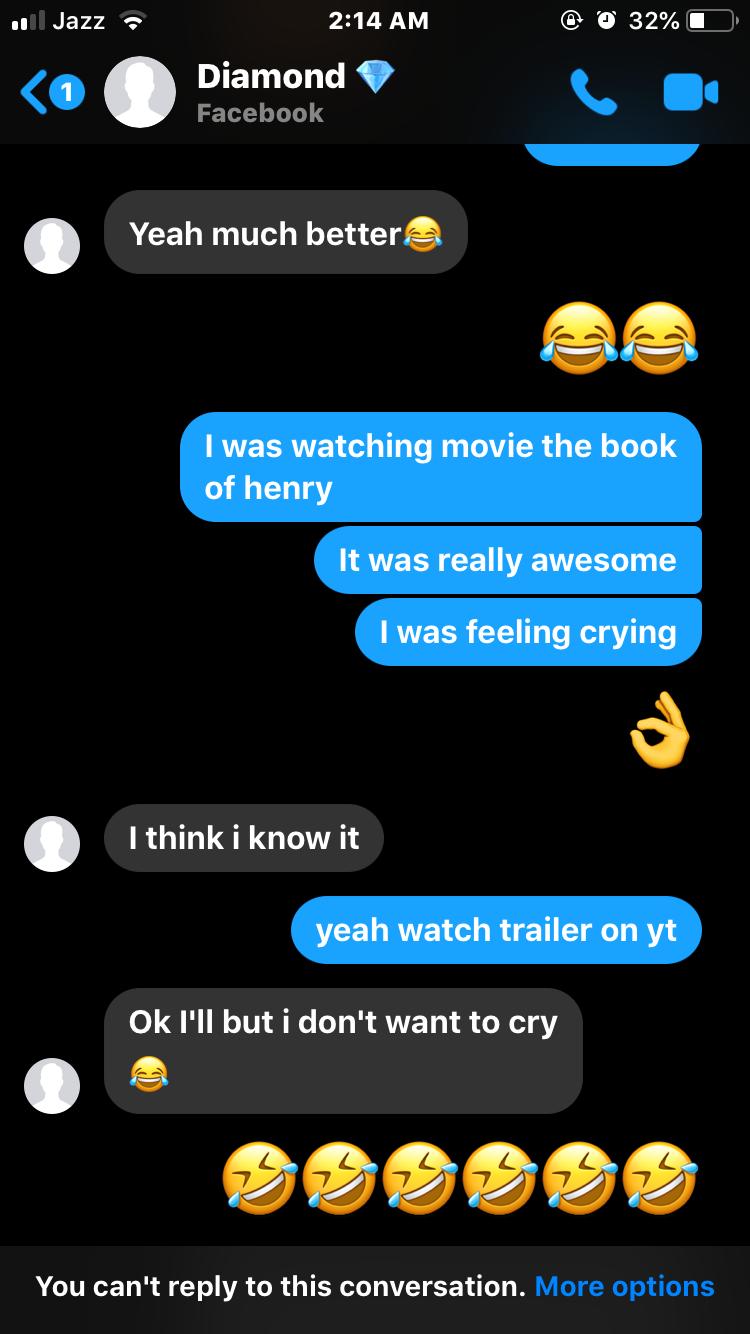 Jazz 2:14 AM 32%
1 Diamond 💎
Facebook
Yeah much better😂
😂😂
I was watching movie the book
of henry
It was really awesome
I was feeling crying
👌
I think i know it
yeah watch trailer on yt
Ok I'll but i don't want to cry
😂
🤣🤣🤣🤣🤣🤣
You can't reply to this conversation. More options